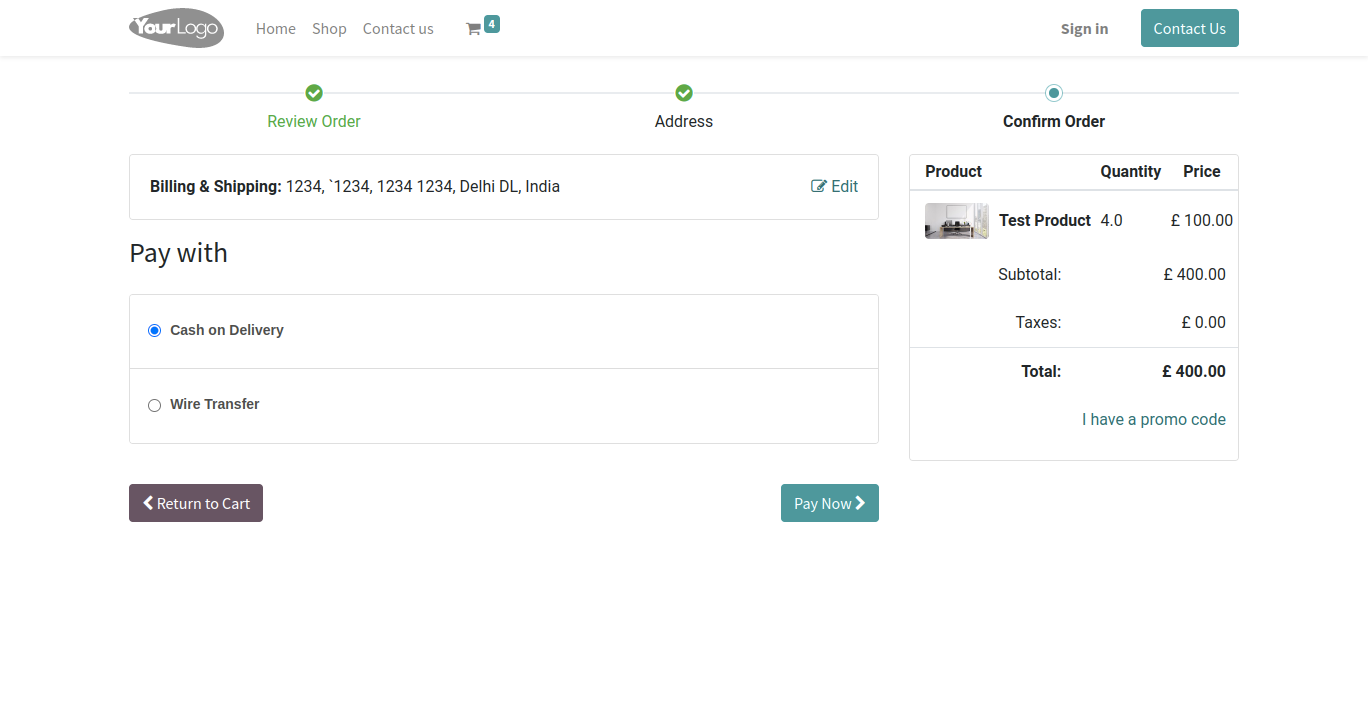 YourLogo Home Shop Contact us 4 Sign in Contact Us
Review Order Address Confirm Order
Billing & Shipping: 1234, `1234, 1234 1234, Delhi DL, India Edit
Pay with
Cash on Delivery
Wire Transfer
Return to Cart Pay Now
Product Quantity Price
Test Product 4.0 £ 100.00
Subtotal: £ 400.00
Taxes: £ 0.00
Total: £ 400.00
I have a promo code